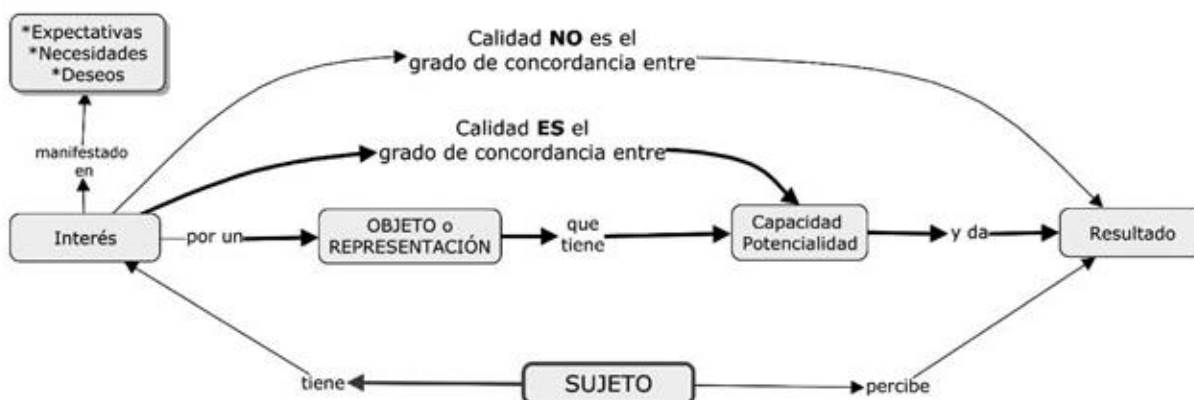 *Expectativas
*Necesidades
*Deseos
Calidad NO es el
grado de concordancia entre
Calidad ES el
grado de concordancia entre
manifestado
en
Interés
por un
OBJETO o
REPRESENTACIÓN
que
tiene
Capacidad
Potencialidad
y da
Resultado
tiene
SUJETO
percibe